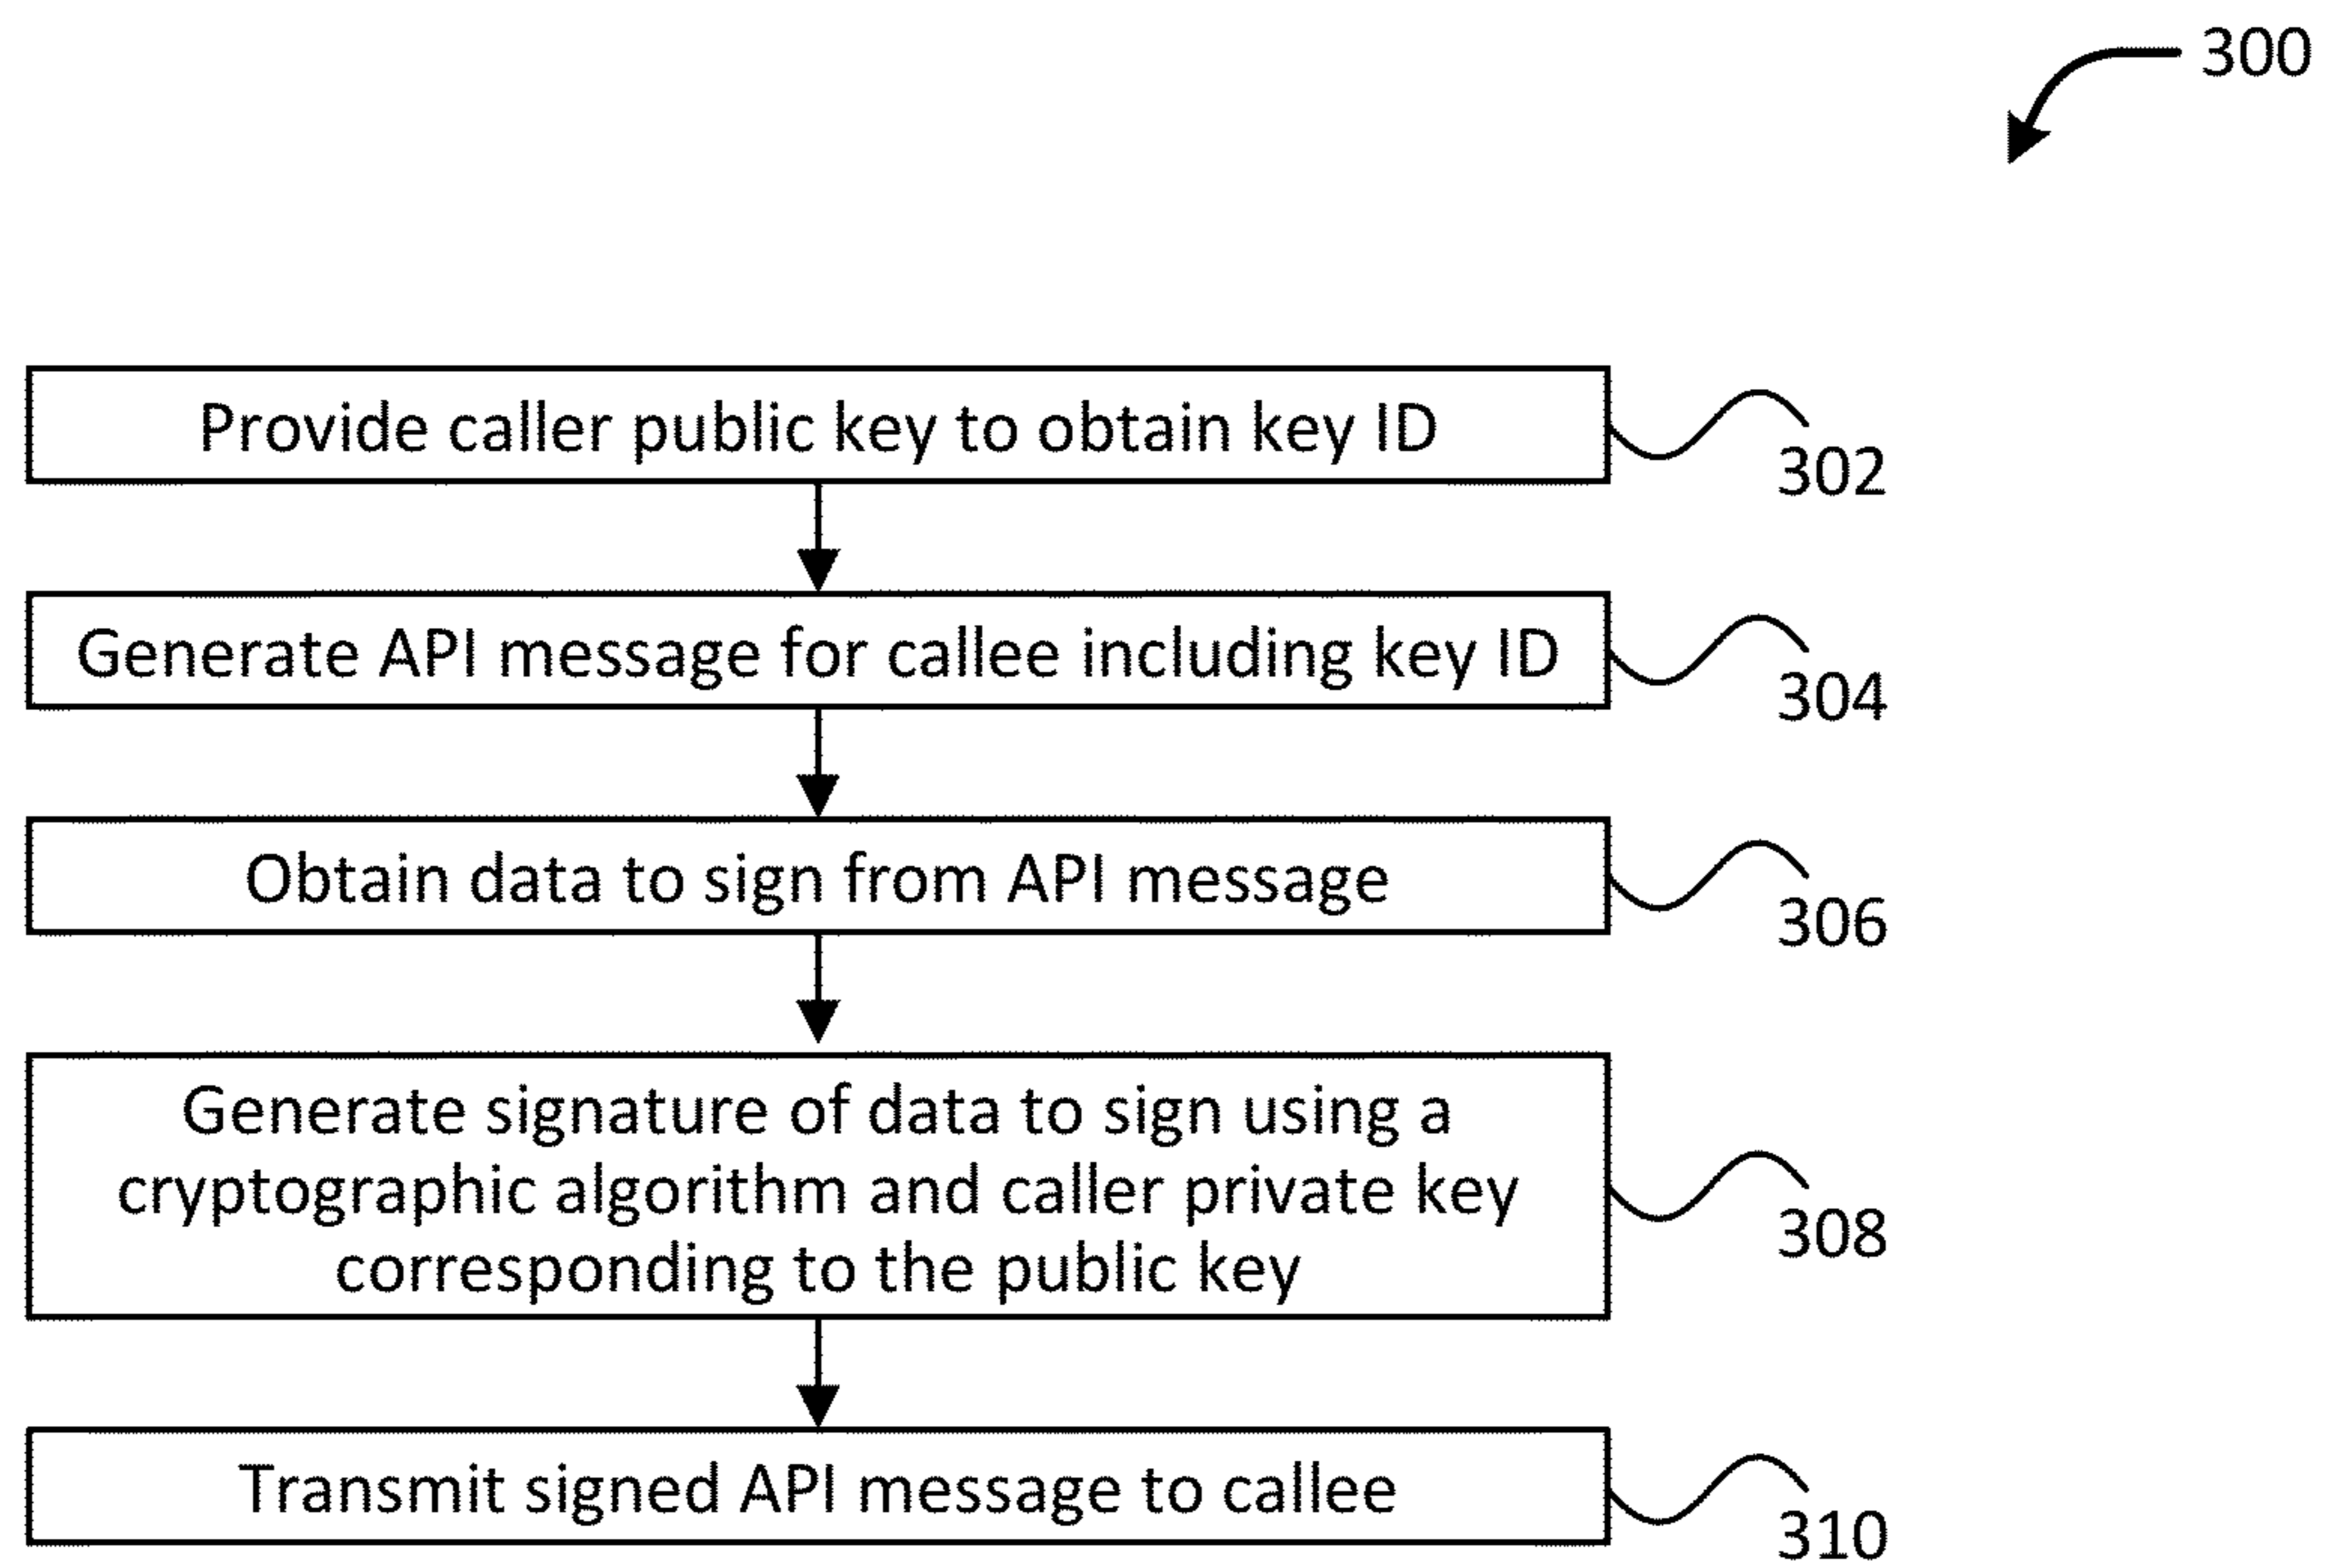 300
Provide caller public key to obtain key ID
302
Generate API message for callee including key ID
304
Obtain data to sign from API message
306
Generate signature of data to sign using a
cryptographic algorithm and caller private key
corresponding to the public key
308
Transmit signed API message to callee
310